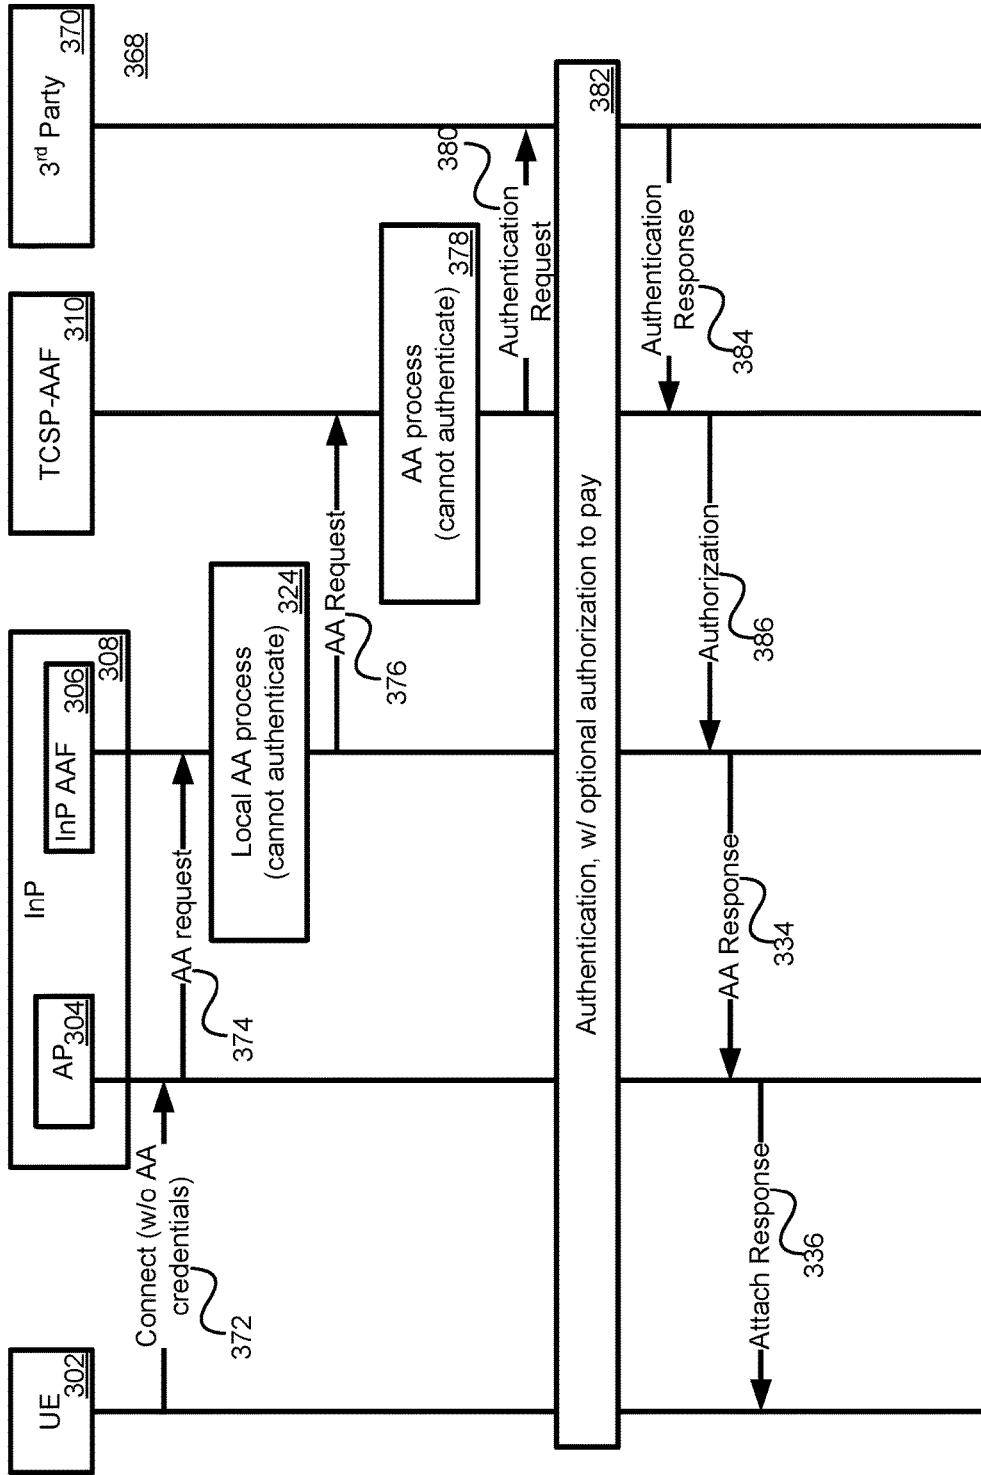 UE
302
InP
AP
304
InP AAF
306
308
TCSP-AAF
310
3rd Party
370
368
Connect (w/o AA
credentials)
372
AA request
374
Local AA process
(cannot authenticate)
324
AA Request
376
AA process
(cannot authenticate)
378
Authentication
Request
380
Authentication, w/ optional authorization to pay
382
Authentication
Response
384
Authorization
386
AA Response
334
Attach Response
336